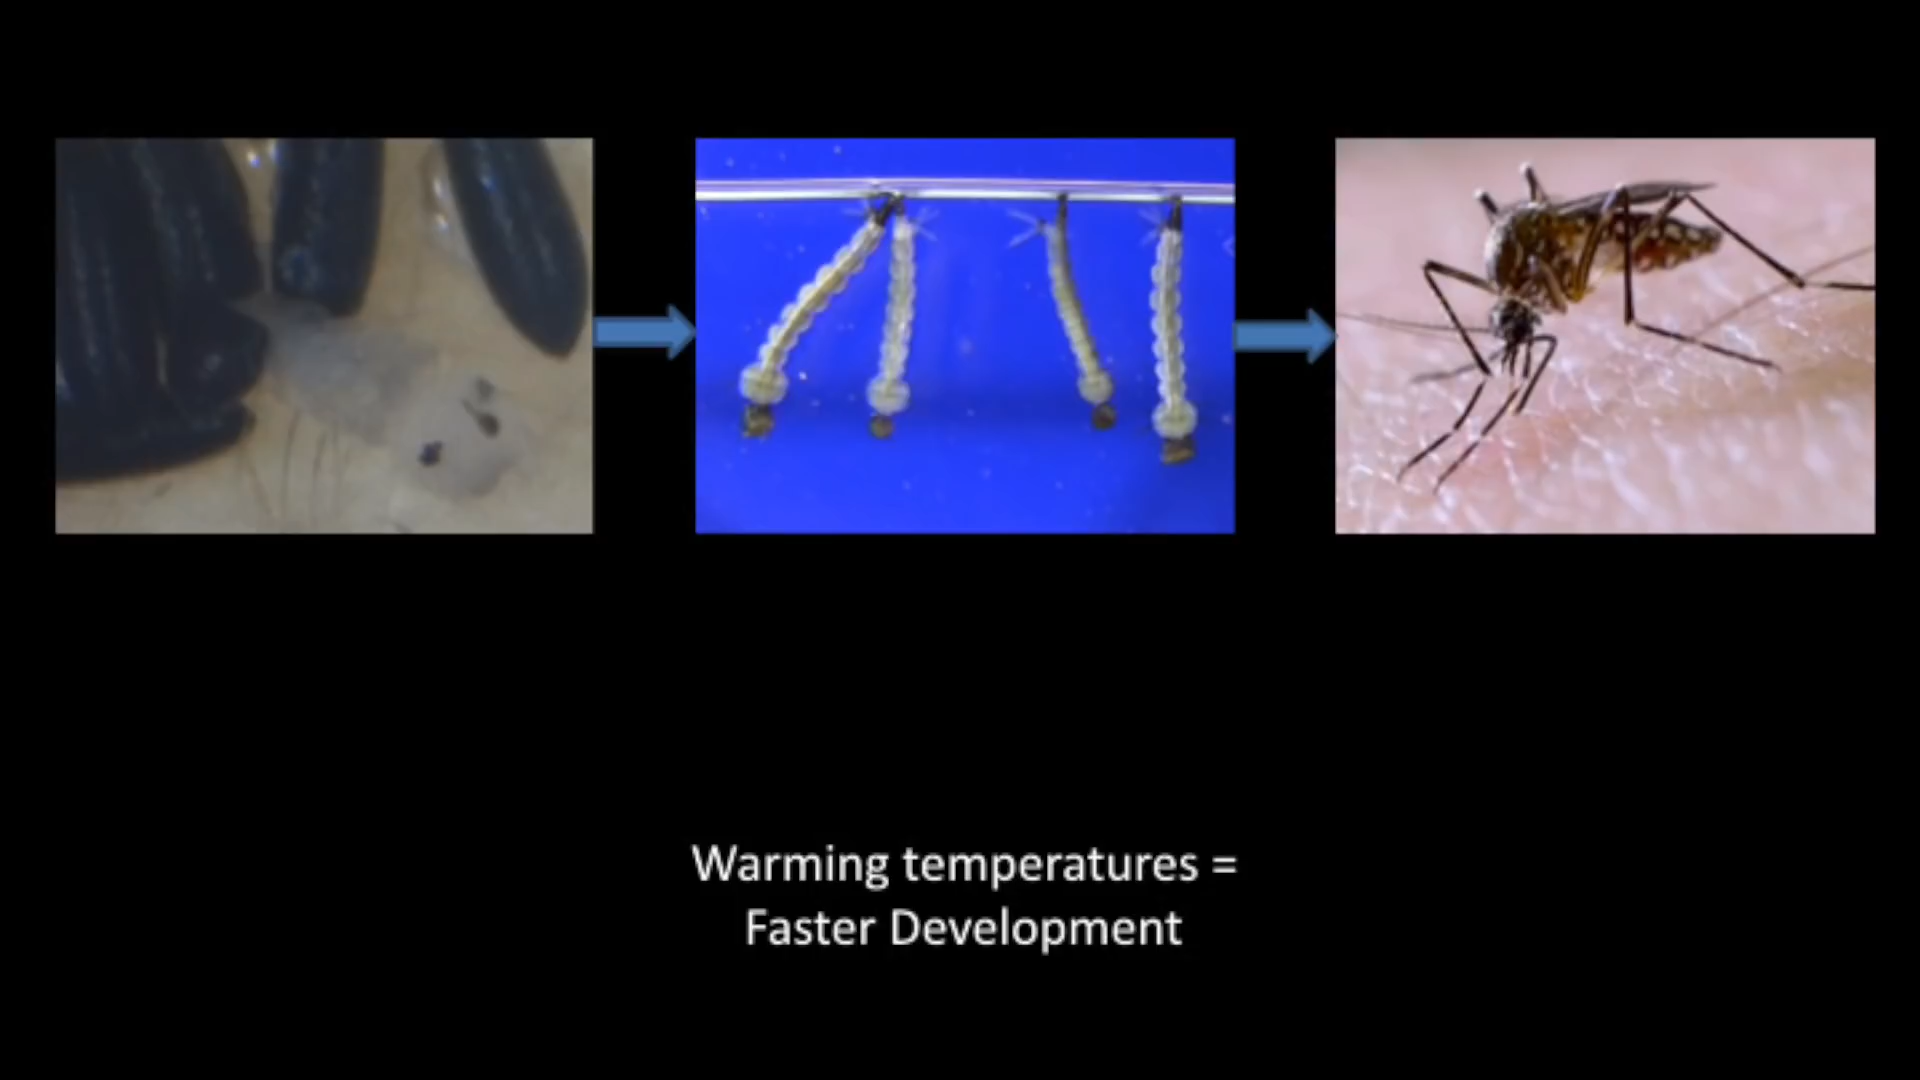 Warming temperatures =
Faster Development